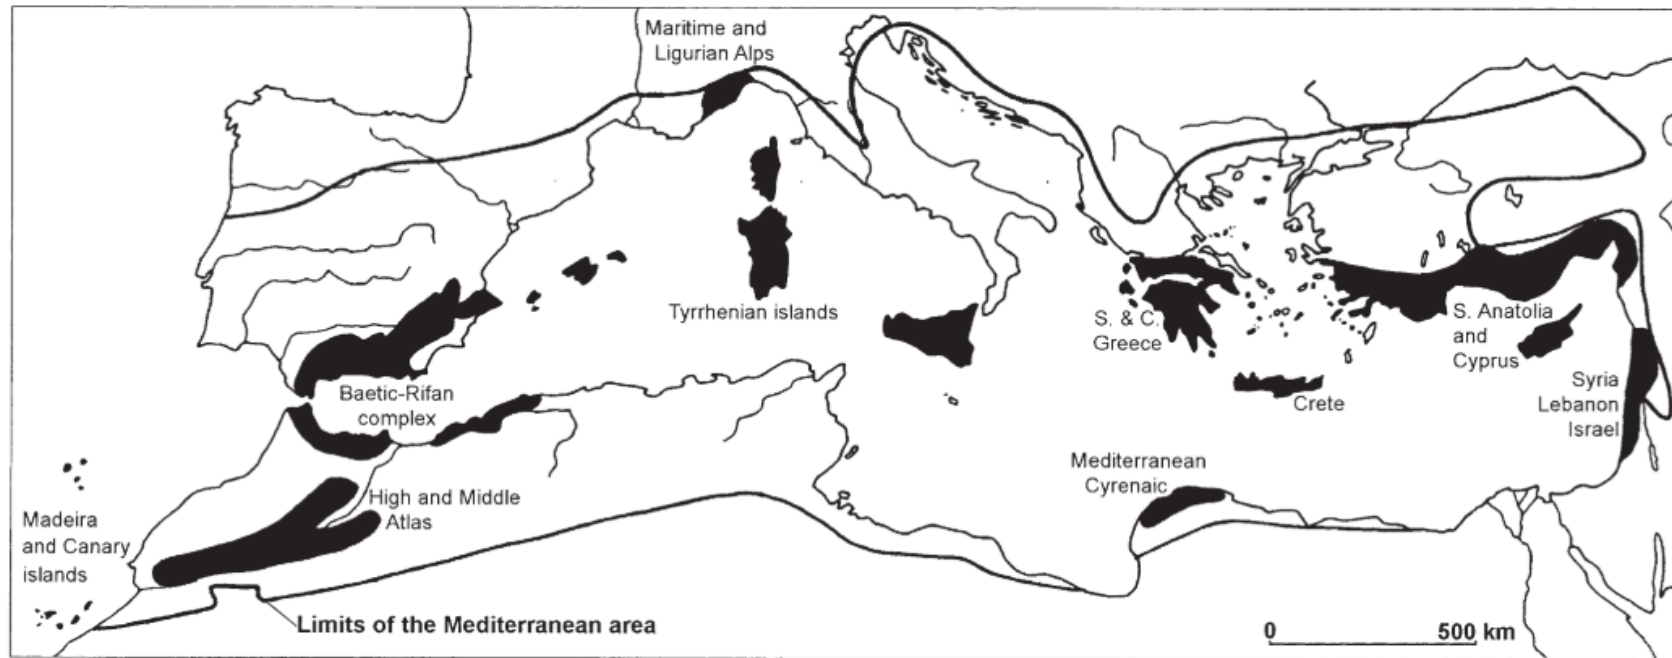 Maritime and
Ligurian Alps
Tyrrhenian islands
S. & C.
Greece
S. Anatolia
and
Cyprus
Baetic-Rifan
complex
Crete
Syria
Lebanon
Israel
Mediterranean
Cyrenaic
High and Middle
Atlas
Madeira
and Canary
islands
Limits of the Mediterranean area
0 500 km